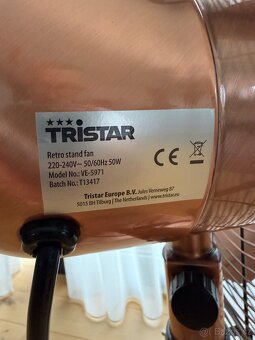 TRISTAR
Retro stand fan
220-240V~ 50/60Hz 50W
Model No.: VE-5971
Batch No.: T13417
CE
Tristar Europe B.V. Jules Verneweg 87
5015 BH Tilburg | The Netherlands | www.tristar.eu